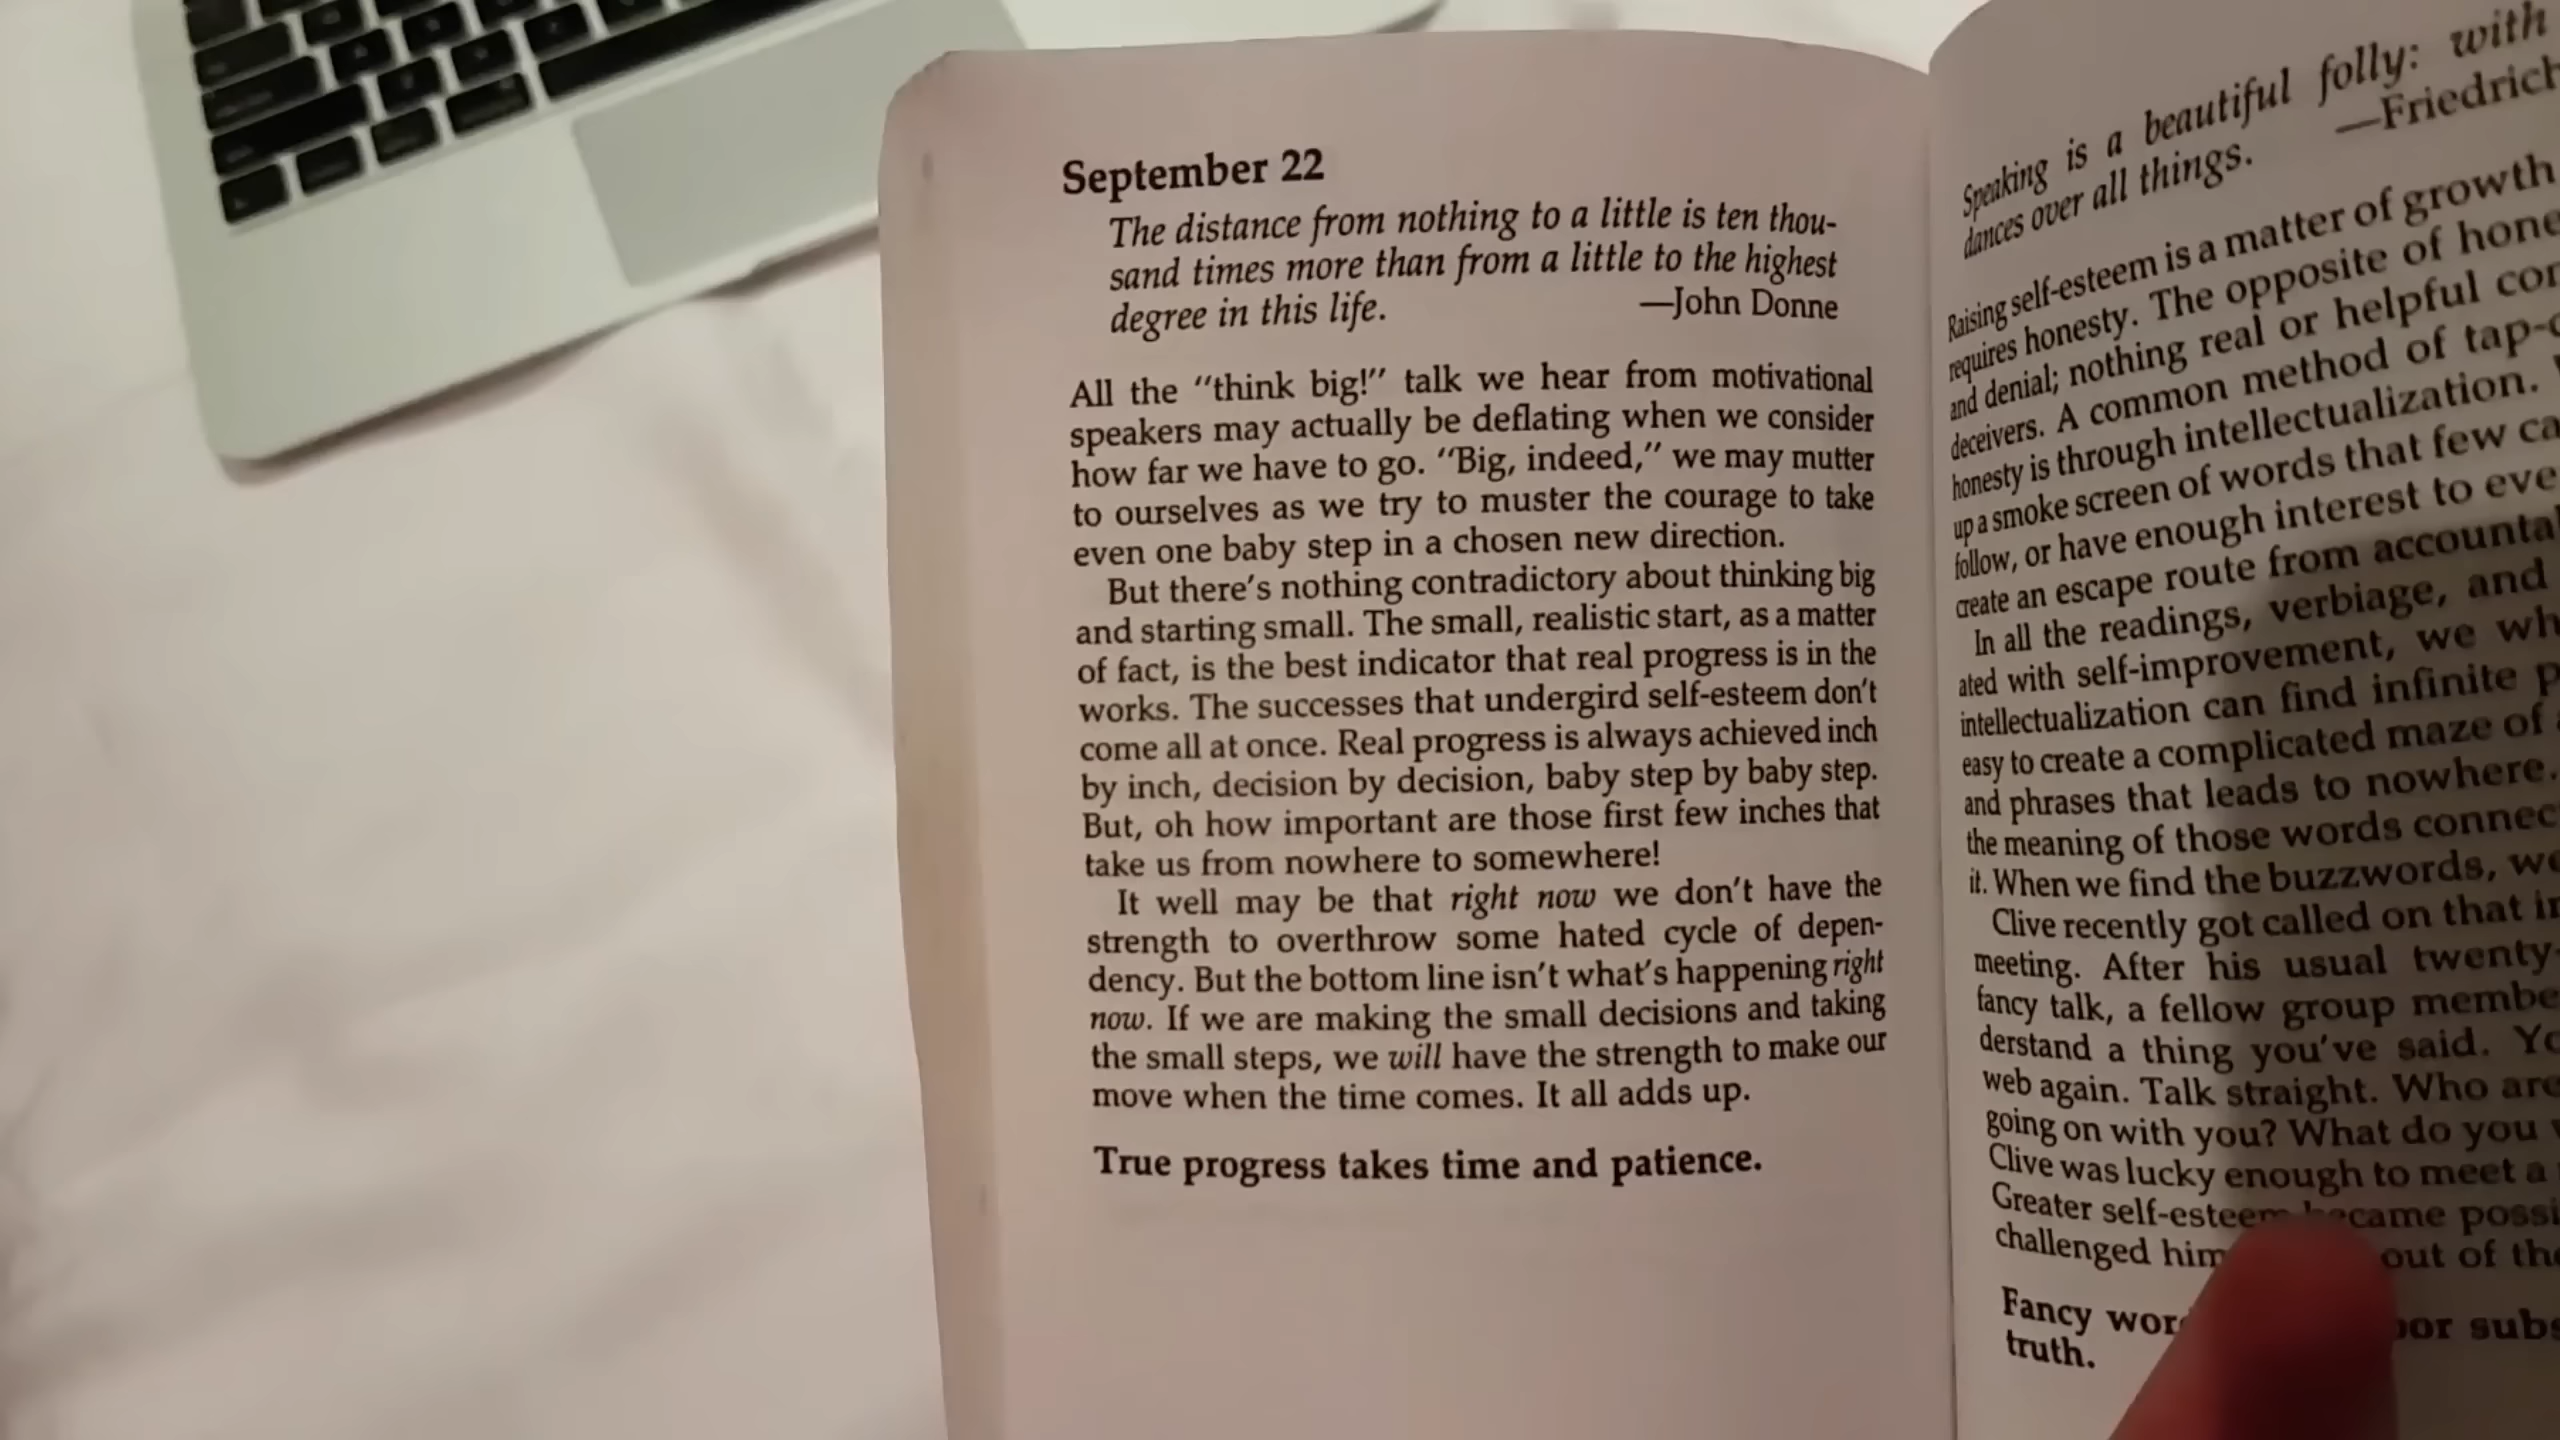 September 22
The distance from nothing to a little is ten thou-
sand times more than from a little to the highest
degree in this life. —John Donne
All the "think big!" talk we hear from motivational
speakers may actually be deflating when we consider
how far we have to go. "Big, indeed," we may mutter
to ourselves as we try to muster the courage to take
even one baby step in a chosen new direction.
But there's nothing contradictory about thinking big
and starting small. The small, realistic start, as a matter
of fact, is the best indicator that real progress is in the
works. The successes that undergird self-esteem don't
come all at once. Real progress is always achieved inch
by inch, decision by decision, baby step by baby step.
But, oh how important are those first few inches that
take us from nowhere to somewhere!
It well may be that right now we don't have the
strength to overthrow some hated cycle of depen-
dency. But the bottom line isn't what's happening right
now. If we are making the small decisions and taking
the small steps, we will have the strength to make our
move when the time comes. It all adds up.
True progress takes time and patience.
Speaking is a beautiful folly: with
dances over all things. —Friedrich
Raising self-esteem is a matter of growth
requires honesty. The opposite of
and denial; nothing real or helpful
deceivers. A common method of
honesty is through intellectualization.
up a smoke screen of words that few
follow, or have enough interest to
create an escape route from
In all the readings, verbiage, and
ated with self-improvement, we
intellectualization can find infinite
easy to create a complicated maze of
and phrases that leads to nowhere.
the meaning of those words
it. When we find the buzzwords,
Clive recently got called on that
meeting. After his usual twenty-
fancy talk, a fellow group
derstand a thing you've said.
web again. Talk straight. Who are
going on with you? What do you
Clive was lucky enough to meet a
Greater self-esteem became
challenged him out of the
Fancy
truth.